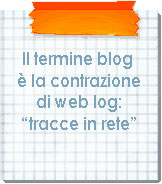 Il termine blog
è la contrazione
di web log:
“tracce in rete”